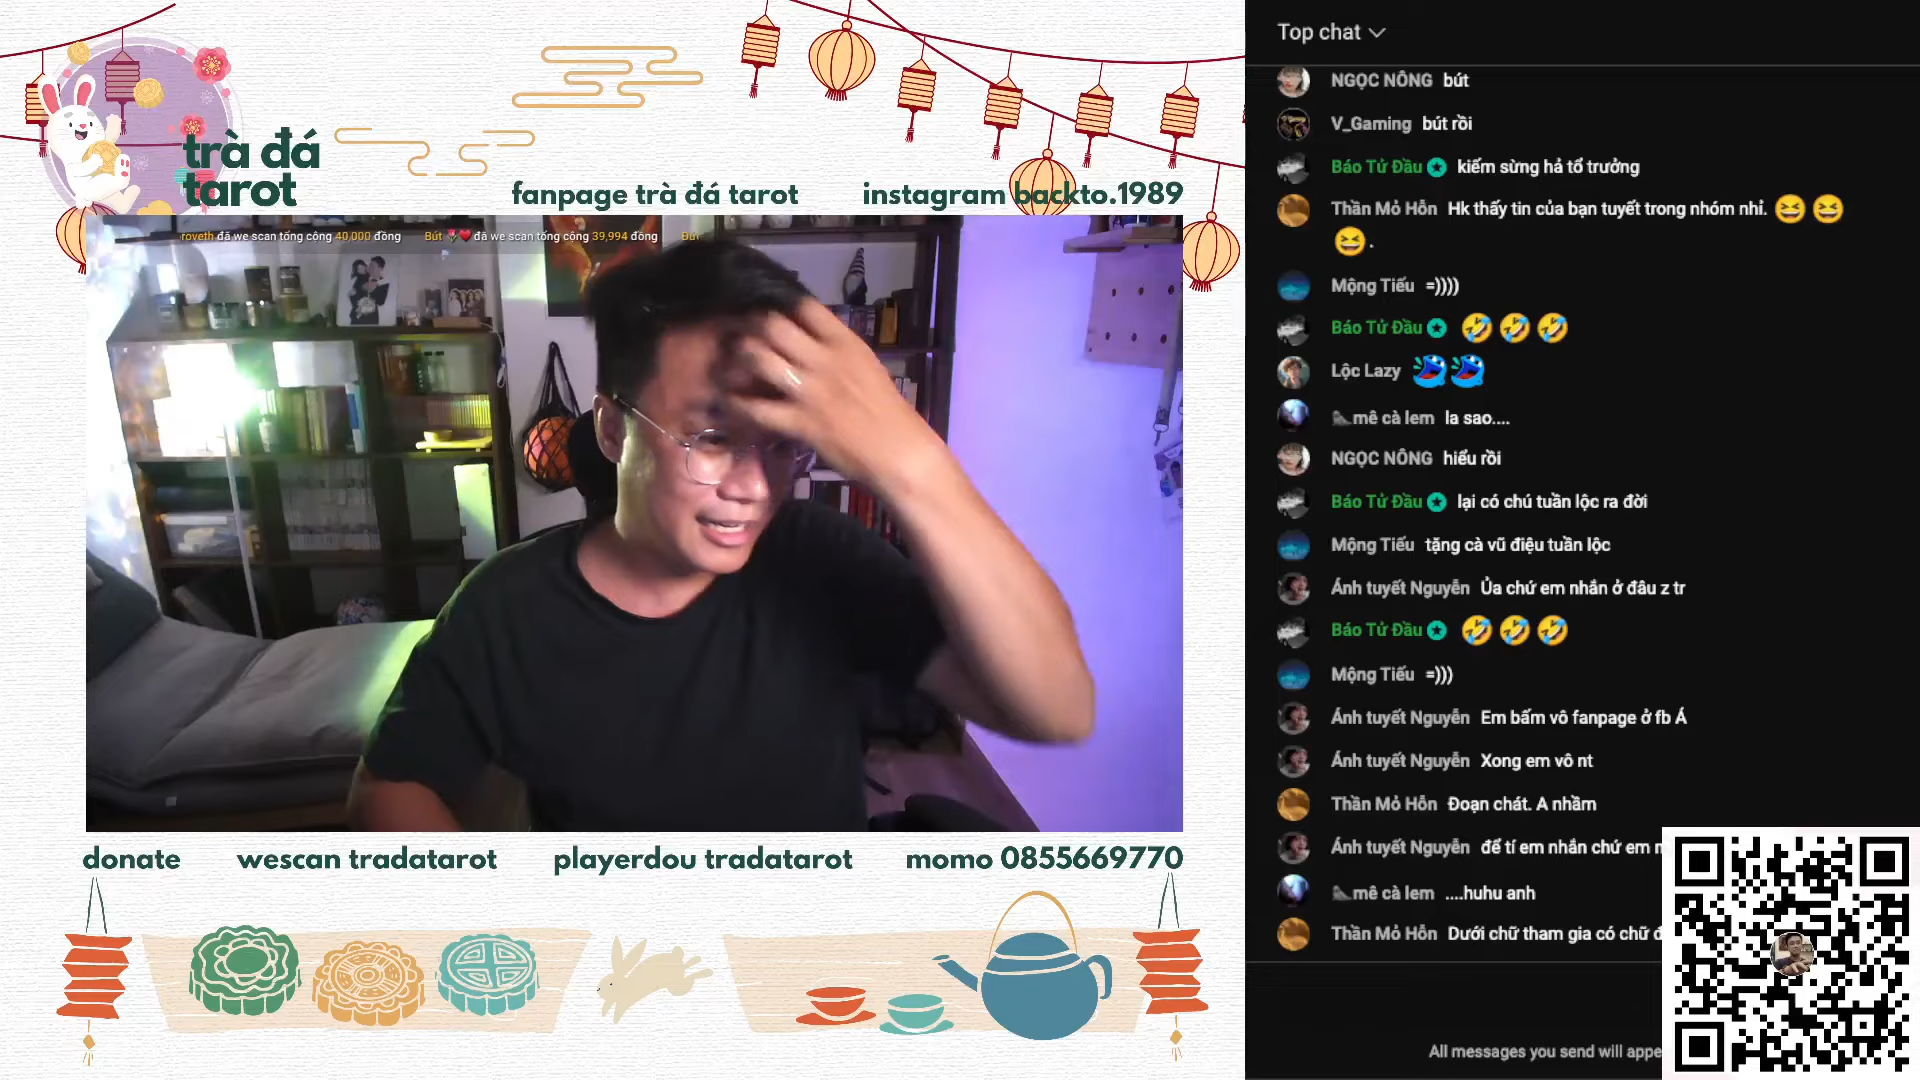 trà đá
tarot
fanpage trà đá tarot
instagram backto.1989
roveth đã we scan tổng cộng 40,000 đồng
Bút 🌹❤️ đã we scan tổng cộng 39,994 đồng
Bút
donate
wescan tradatarot
playerdou tradatarot
momo 0855669770
Top chat
NGỌC NÔNG bút
V_Gaming bút rồi
Báo Tử Đầu kiếm sừng hả tổ trưởng
Thần Mỏ Hỗn Hk thấy tin của bạn tuyết trong nhóm nhỉ. 😆 😆
😆 .
Mộng Tiếu =))))
Báo Tử Đầu 🤣 🤣 🤣
Lộc Lazy
mê cà lem la sao....
NGỌC NÔNG hiểu rồi
Báo Tử Đầu lại có chú tuần lộc ra đời
Mộng Tiếu tặng cà vũ điệu tuần lộc
Ánh tuyết Nguyễn Ủa chứ em nhắn ở đâu z tr
Báo Tử Đầu 🤣 🤣 🤣
Mộng Tiếu =)))
Ánh tuyết Nguyễn Em bấm vô fanpage ở fb Á
Ánh tuyết Nguyễn Xong em vô nt
Thần Mỏ Hỗn Đoạn chát. A nhầm
Ánh tuyết Nguyễn để tí em nhắn chứ em
mê cà lem ....huhu anh
Thần Mỏ Hỗn Dưới chữ tham gia có chữ
All messages you send will appe